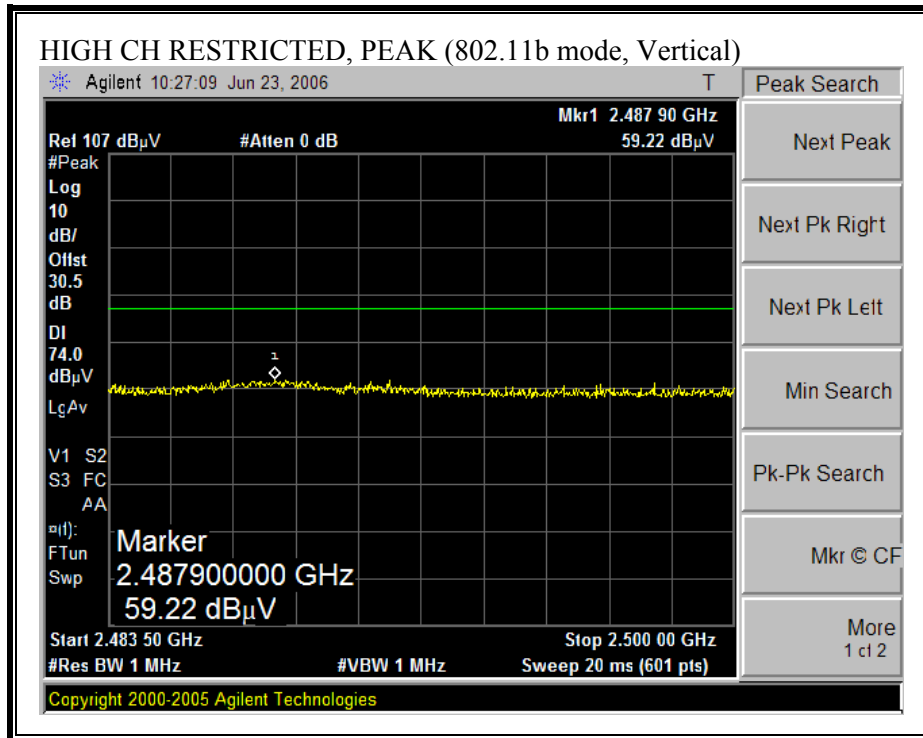 HIGH CH RESTRICTED, PEAK (802.11b mode, Vertical)
Agilent 10:27:09 Jun 23, 2006 T
Peak Search
Mkr1 2.487 90 GHz
Ref 107 dBµV #Atten 0 dB 59.22 dBµV
#Peak
Log
10
dB/
Offst
30.5
dB
DI
74.0
dBµV
LgAv
1
V1 S2
S3 FC
AA
¤(f):
FTun
Swp
Marker
2.487900000 GHz
59.22 dBµV
Start 2.483 50 GHz Stop 2.500 00 GHz
#Res BW 1 MHz #VBW 1 MHz Sweep 20 ms (601 pts)
Copyright 2000-2005 Agilent Technologies
Next Peak
Next Pk Right
Next Pk Left
Min Search
Pk-Pk Search
Mkr © CF
More
1 of 2